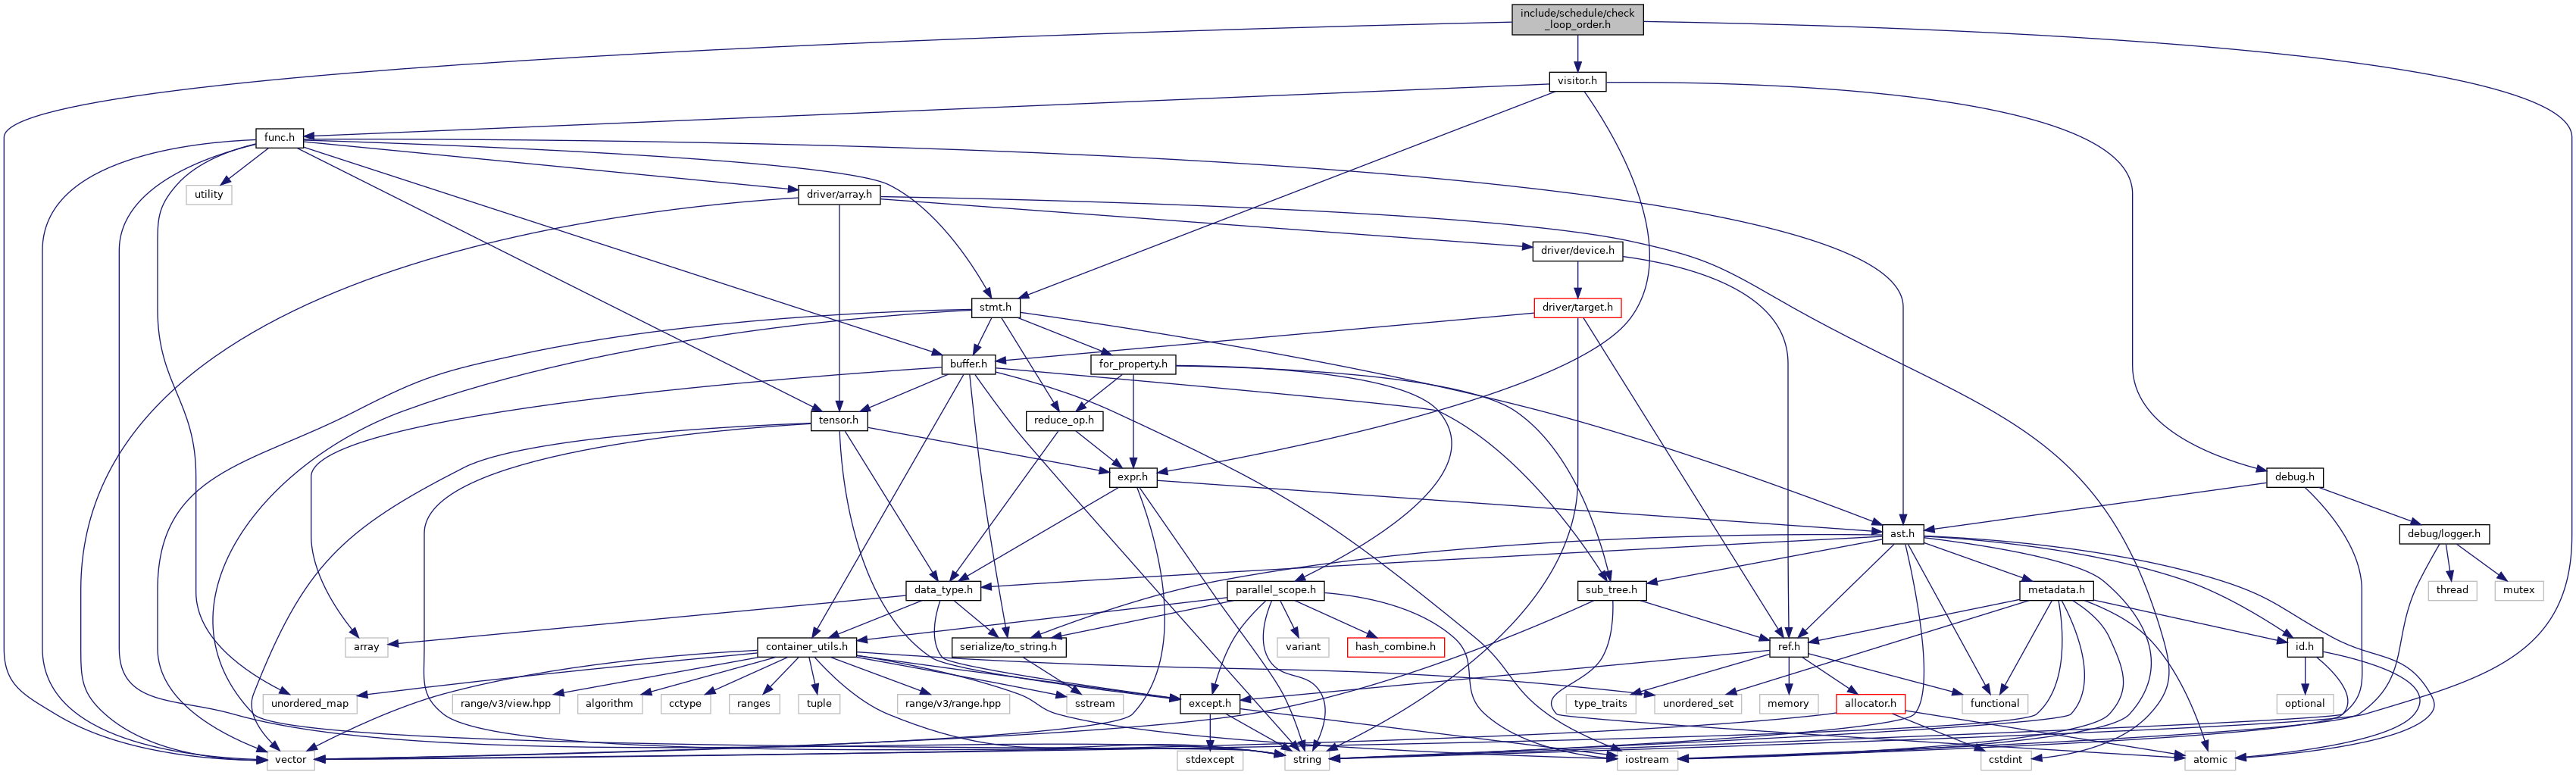 include/schedule/check
_loop_order.h
visitor.h
func.h
utility
driver/array.h
driver/device.h
stmt.h
driver/target.h
buffer.h
for_property.h
tensor.h
reduce_op.h
expr.h
debug.h
ast.h
debug/logger.h
data_type.h
parallel_scope.h
sub_tree.h
metadata.h
thread
mutex
array
container_utils.h
serialize/to_string.h
variant
hash_combine.h
ref.h
id.h
unordered_map
range/v3/view.hpp
algorithm
cctype
ranges
tuple
range/v3/range.hpp
sstream
except.h
type_traits
unordered_set
memory
allocator.h
functional
optional
vector
stdexcept
string
iostream
cstdint
atomic